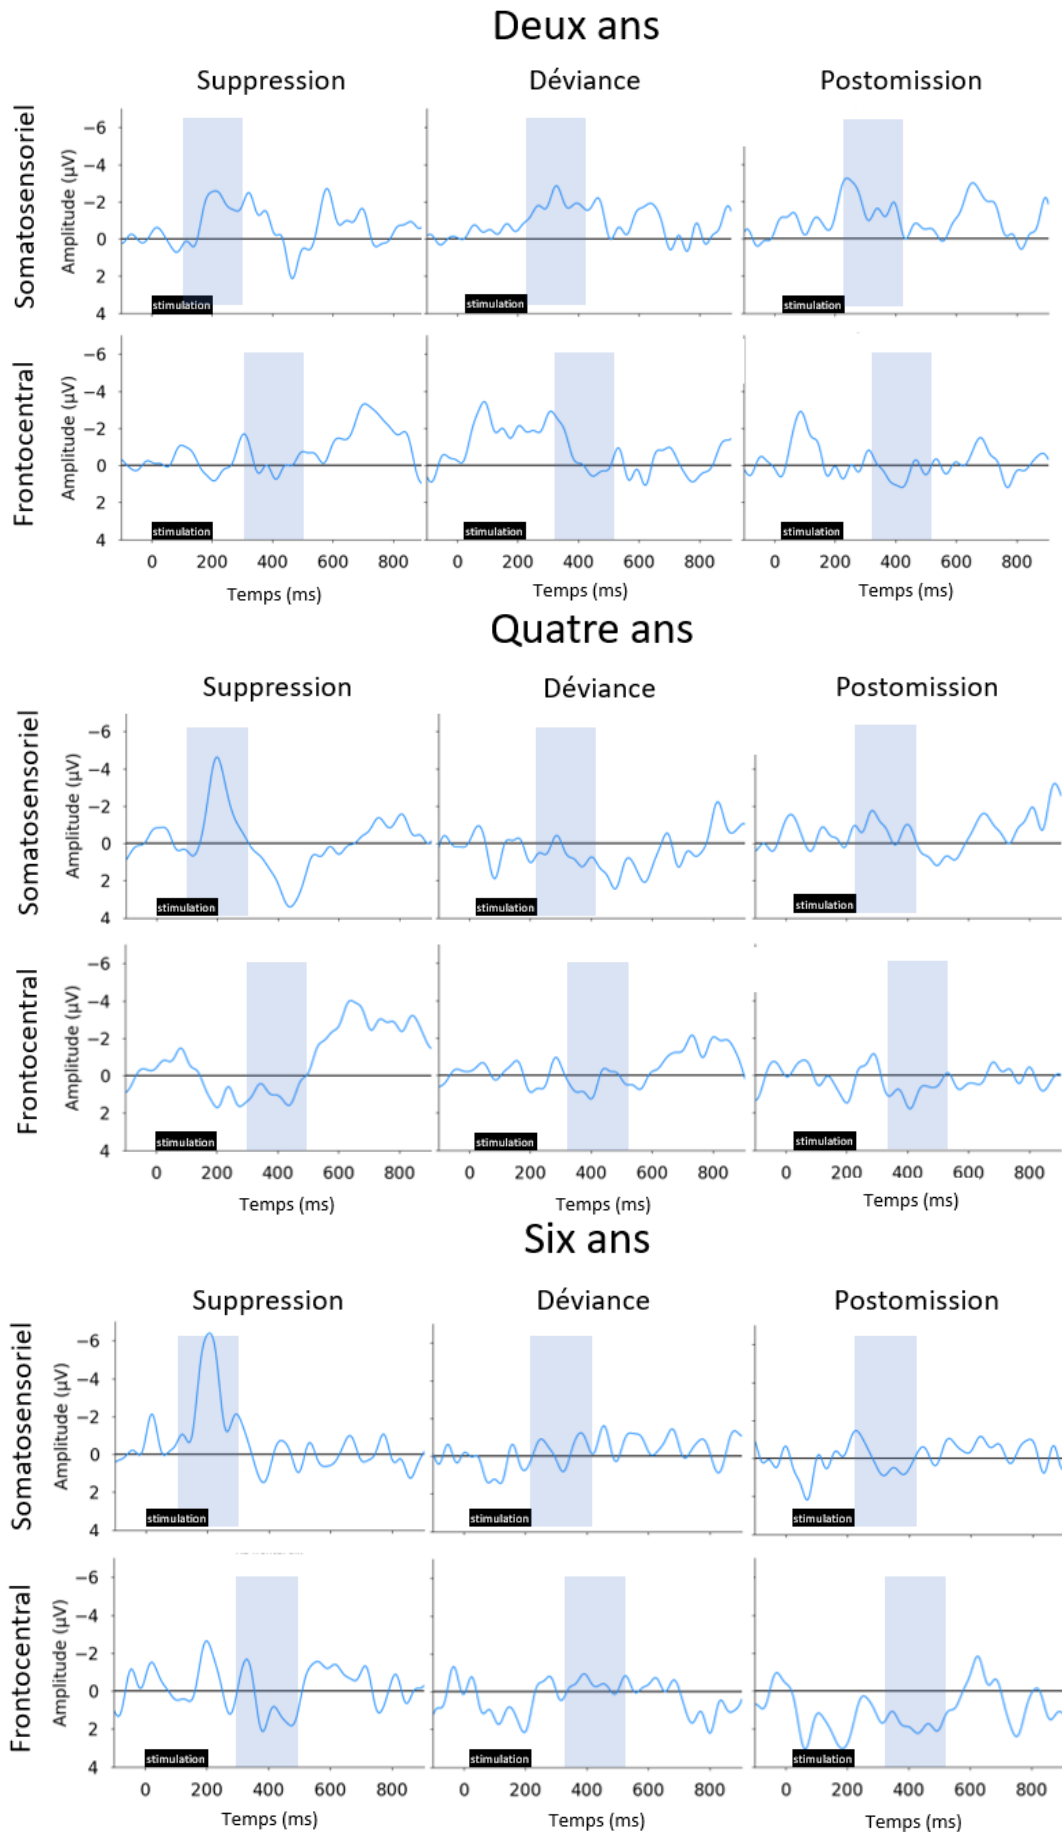 Deux ans
Suppression Déviance Postomission
Somatosensoriel
Amplitude (µV)
−6
−4
−2
0
2
4
stimulation stimulation stimulation
Frontocentral
Amplitude (µV)
−6
−4
−2
0
2
4
stimulation stimulation stimulation
0 200 400 600 800 0 200 400 600 800 0 200 400 600 800
Temps (ms) Temps (ms) Temps (ms)
Quatre ans
Suppression Déviance Postomission
Somatosensoriel
Amplitude (µV)
−6
−4
−2
0
2
4
stimulation stimulation stimulation
Frontocentral
Amplitude (µV)
−6
−4
−2
0
2
4
stimulation stimulation stimulation
0 200 400 600 800 0 200 400 600 800 0 200 400 600 800
Temps (ms) Temps (ms) Temps (ms)
Six ans
Suppression Déviance Postomission
Somatosensoriel
Amplitude (µV)
−6
−4
−2
0
2
4
stimulation stimulation stimulation
Frontocentral
Amplitude (µV)
−6
−4
−2
0
2
4
stimulation stimulation stimulation
0 200 400 600 800 0 200 400 600 800 0 200 400 600 800
Temps (ms) Temps (ms) Temps (ms)